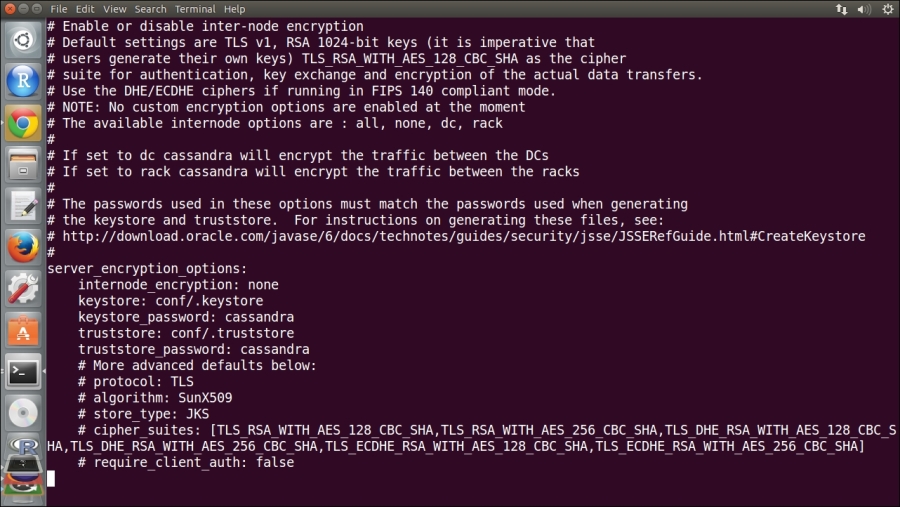 File Edit View Search Terminal Help
# Enable or disable inter-node encryption
# Default settings are TLS v1, RSA 1024-bit keys (it is imperative that
# users generate their own keys) TLS_RSA_WITH_AES_128_CBC_SHA as the cipher
# suite for authentication, key exchange and encryption of the actual data transfers.
# Use the DHE/ECDHE ciphers if running in FIPS 140 compliant mode.
# NOTE: No custom encryption options are enabled at the moment
# The available internode options are : all, none, dc, rack
#
# If set to dc cassandra will encrypt the traffic between the DCs
# If set to rack cassandra will encrypt the traffic between the racks
#
# The passwords used in these options must match the passwords used when generating
# the keystore and truststore.  For instructions on generating these files, see:
# http://download.oracle.com/javase/6/docs/technotes/guides/security/jsse/JSSERefGuide.html#CreateKeystore
#
server_encryption_options:
    internode_encryption: none
    keystore: conf/.keystore
    keystore_password: cassandra
    truststore: conf/.truststore
    truststore_password: cassandra
    # More advanced defaults below:
    # protocol: TLS
    # algorithm: SunX509
    # store_type: JKS
    # cipher_suites: [TLS_RSA_WITH_AES_128_CBC_SHA,TLS_RSA_WITH_AES_256_CBC_SHA,TLS_DHE_RSA_WITH_AES_128_CBC_S
HA,TLS_DHE_RSA_WITH_AES_256_CBC_SHA,TLS_ECDHE_RSA_WITH_AES_128_CBC_SHA,TLS_ECDHE_RSA_WITH_AES_256_CBC_SHA]
    # require_client_auth: false